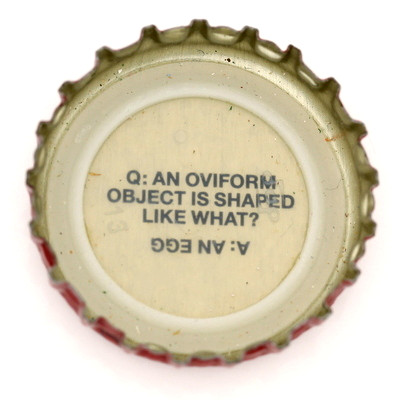 Q: AN OVIFORM
OBJECT IS SHAPED
LIKE WHAT?
A: AN EGG